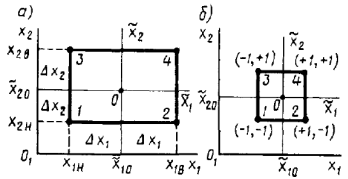 а)
x₂
x̃₂
x₂в
3
4
Δx₂
x̃₂₀
0
x̃₁
Δx₂
x₂н
1
2
Δx₁
Δx₁
0₁
x₁н
x̃₁₀
x₁в
x₁
б)
x₂
x̃₂
(-1,+1)
(+1,+1)
3
4
x̃₂₀
0
x̃₁
1
2
(-1,-1)
(+1,-1)
0₁
x̃₁₀
x₁